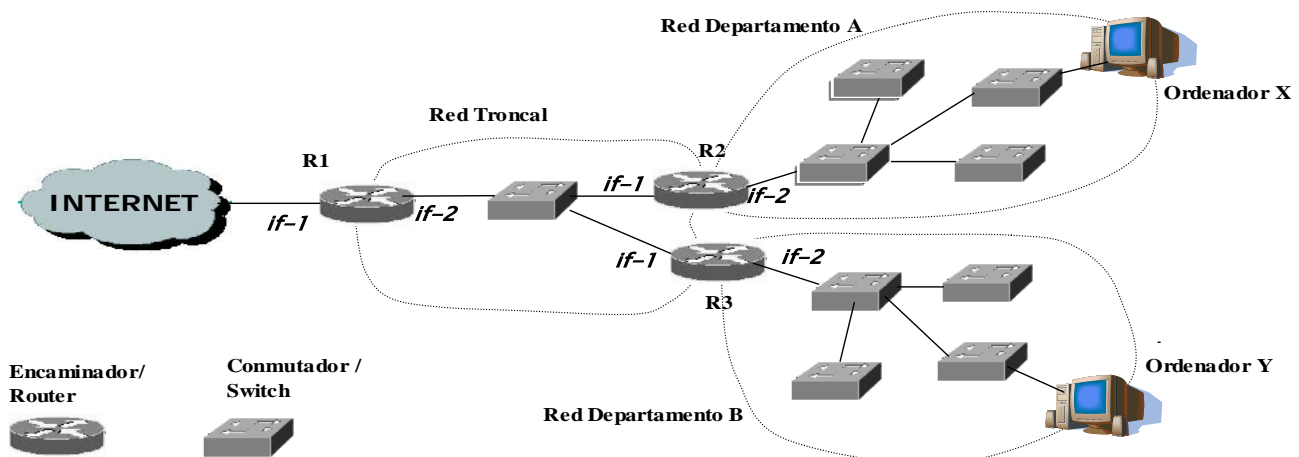 Red Departamento A
Ordenador X
Red Troncal
R1
R2
INTERNET
if-1
if-2
if-1
if-2
if-1
if-2
R3
Encaminador/
Router
Conmutador /
Switch
Ordenador Y
Red Departamento B